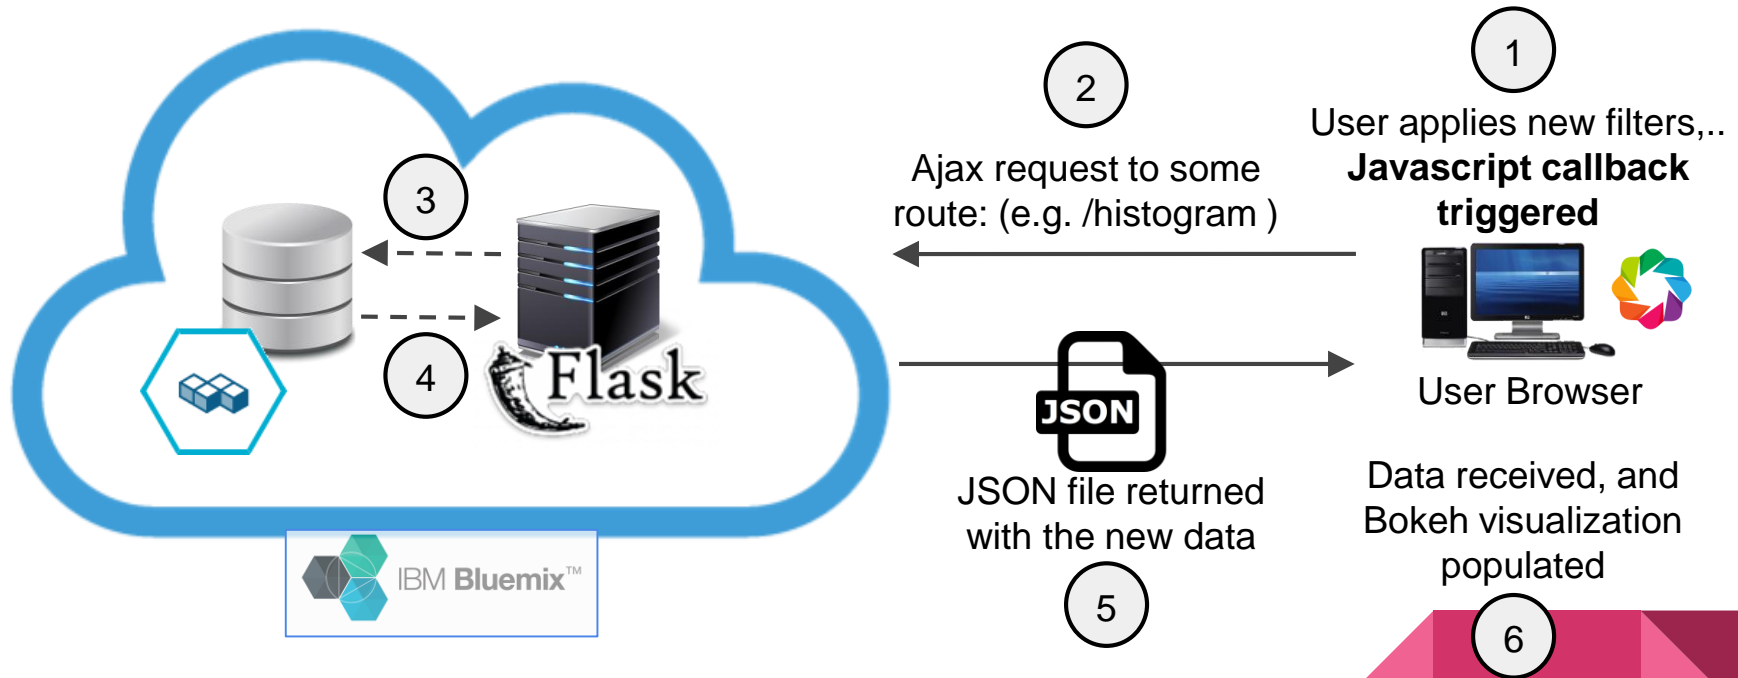 1
User applies new filters,..
Javascript callback
triggered
User Browser
2
Ajax request to some
route: (e.g. /histogram )
3
4
Flask
IBM Bluemix™
JSON
JSON file returned
with the new data
5
Data received, and
Bokeh visualization
populated
6